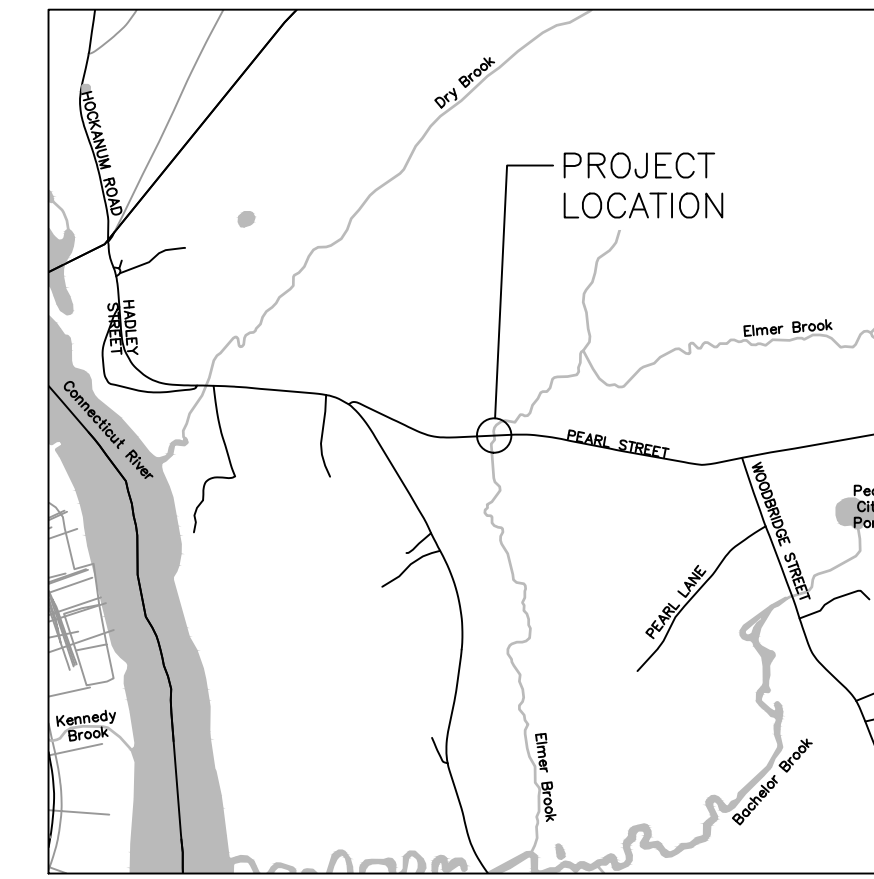 Dry Brook
HOCKANUM ROAD
PROJECT
LOCATION
HADLEY
STREET
Elmer Brook
Connecticut River
PEARL STREET
WOODBRIDGE STREET
PEARL LANE
Kennedy
Brook
Elmer Brook
Bachelor Brook